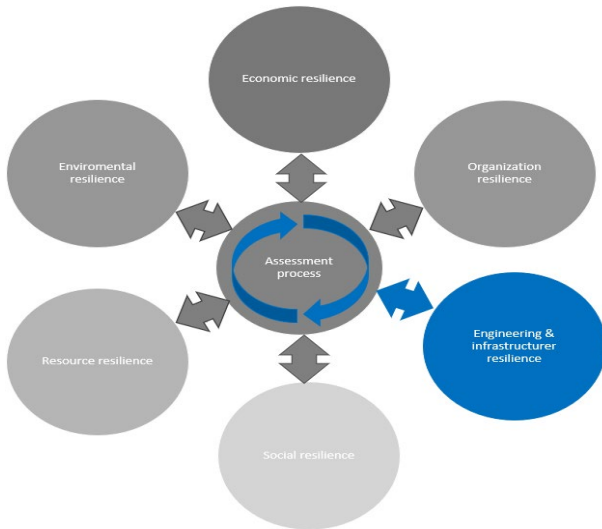 Economic resilience
Enviromental
resilience
Organization
resilience
Assessment
process
Engineering &
infrastructurer
resilience
Resource resilience
Social resilience